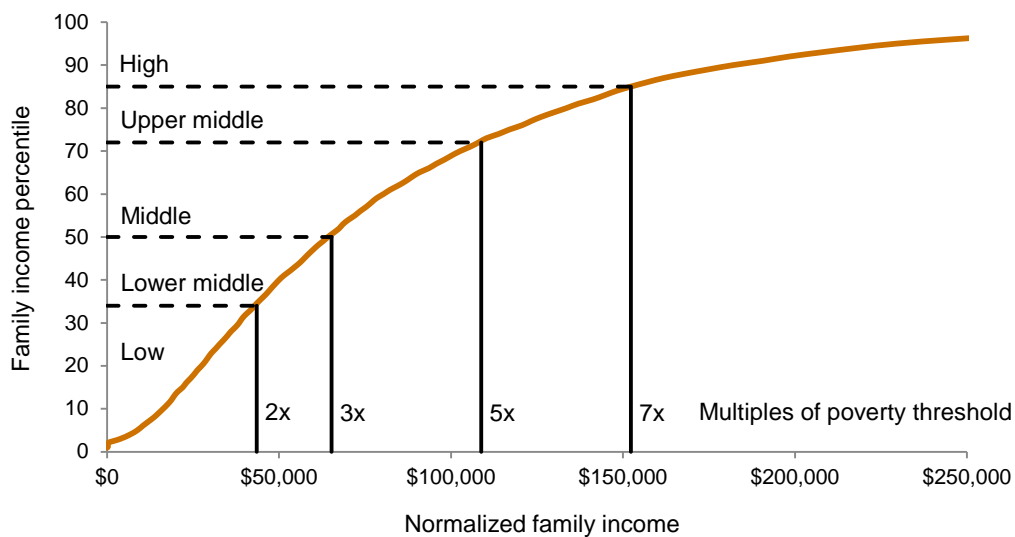 100
90
80
70
60
50
40
30
20
10
0
Family income percentile
High
Upper middle
Middle
Lower middle
Low
2x
3x
5x
7x
Multiples of poverty threshold
$0
$50,000
$100,000
$150,000
$200,000
$250,000
Normalized family income